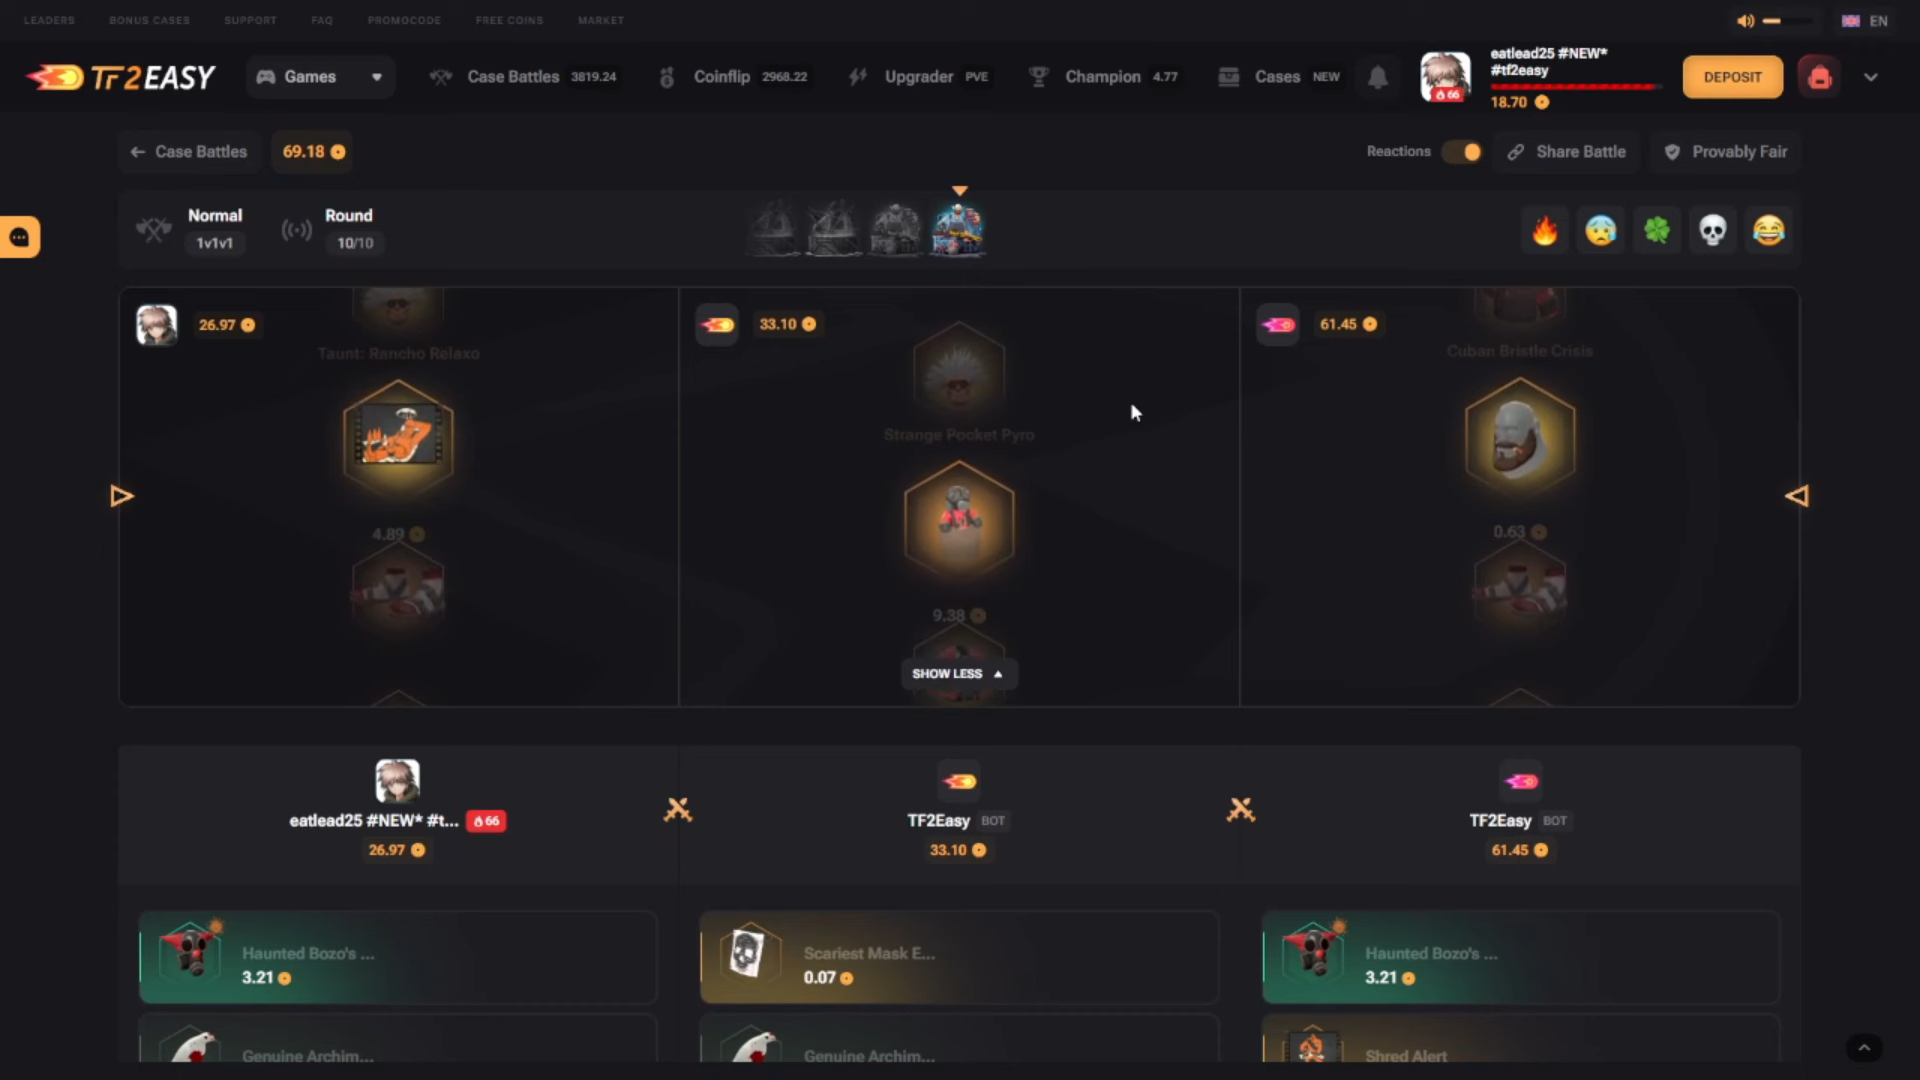 LEADERS BONUS CASES SUPPORT FAQ PROMOCODE FREE COINS MARKET EN
TF2EASY Games Case Battles 3819.24 Coinflip 2968.22 Upgrader PVE Champion 4.77 Cases NEW
eatlead25 #NEW*
#tf2easy
66
18.70
DEPOSIT
Case Battles 69.18 Reactions Share Battle Provably Fair
Normal Round
1v1v1 10/10
26.97 33.10 61.45
Taunt: Rancho Relaxo Cuban Bristle Crisis
Strange Pocket Pyro
4.89 0.63
9.38
SHOW LESS
eatlead25 #NEW* #t... 66 TF2Easy BOT TF2Easy BOT
26.97 33.10 61.45
Haunted Bozo's ... Scariest Mask E... Haunted Bozo's ...
3.21 0.07 3.21
Genuine Archim... Genuine Archim... Shred Alert